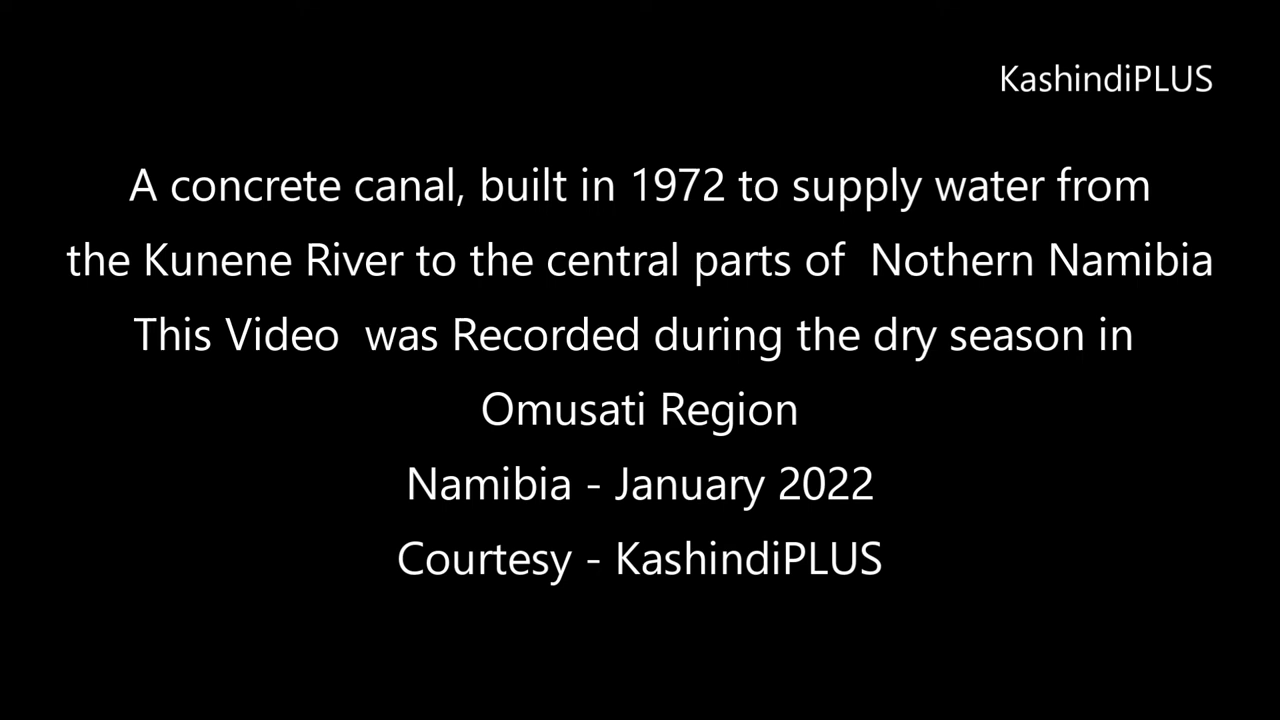 KashindiPLUS
A concrete canal, built in 1972 to supply water from
the Kunene River to the central parts of  Nothern Namibia
This Video  was Recorded during the dry season in
Omusati Region
Namibia - January 2022
Courtesy - KashindiPLUS